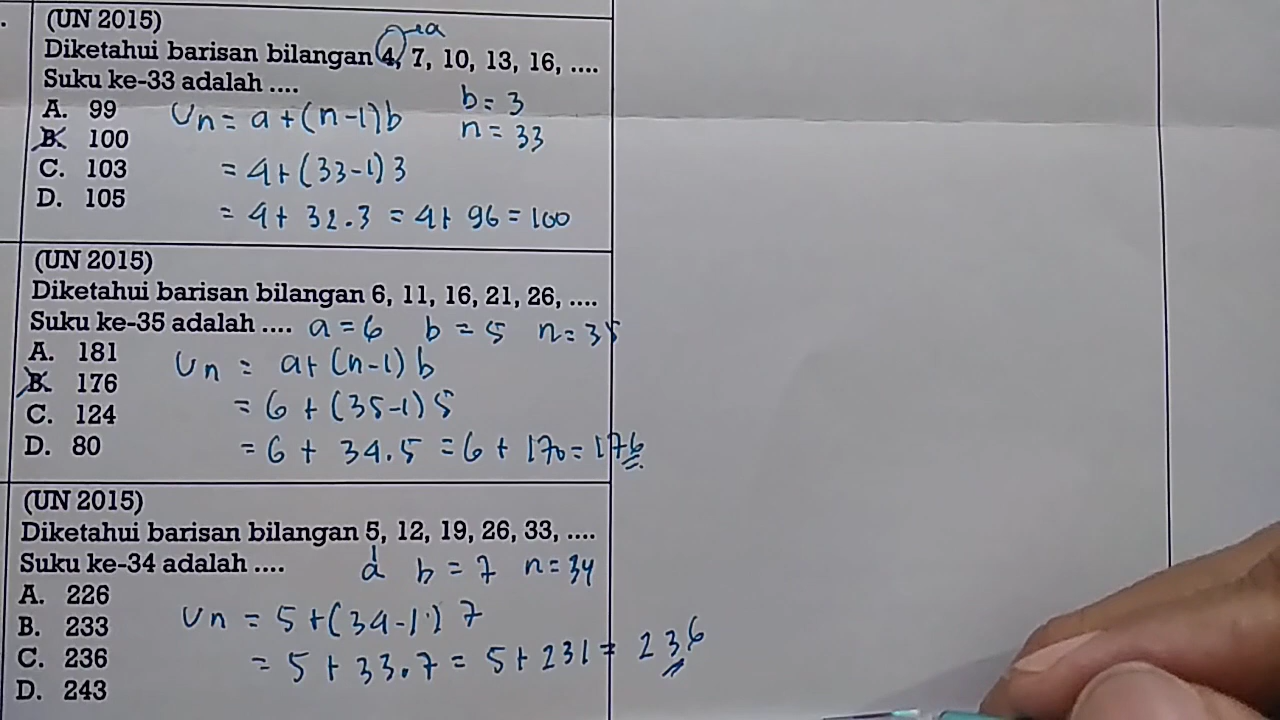 (UN 2015)
a
Diketahui barisan bilangan 4, 7, 10, 13, 16, ....
Suku ke-33 adalah ....
b = 3
n = 33
A. 99
B. 100
C. 103
D. 105
Un = a + (n-1)b
= 4 + (33-1)3
= 4 + 32.3 = 4 + 96 = 100
(UN 2015)
Diketahui barisan bilangan 6, 11, 16, 21, 26, ....
Suku ke-35 adalah .... a = 6 b = 5 n = 35
A. 181
B. 176
C. 124
D. 80
Un = a + (n-1)b
= 6 + (35-1)5
= 6 + 34.5 = 6 + 170 = 176
(UN 2015)
Diketahui barisan bilangan 5, 12, 19, 26, 33, ....
Suku ke-34 adalah ....
a b = 7 n = 34
A. 226
B. 233
C. 236
D. 243
Un = 5 + (34-1)7
= 5 + 33.7 = 5 + 231 = 236